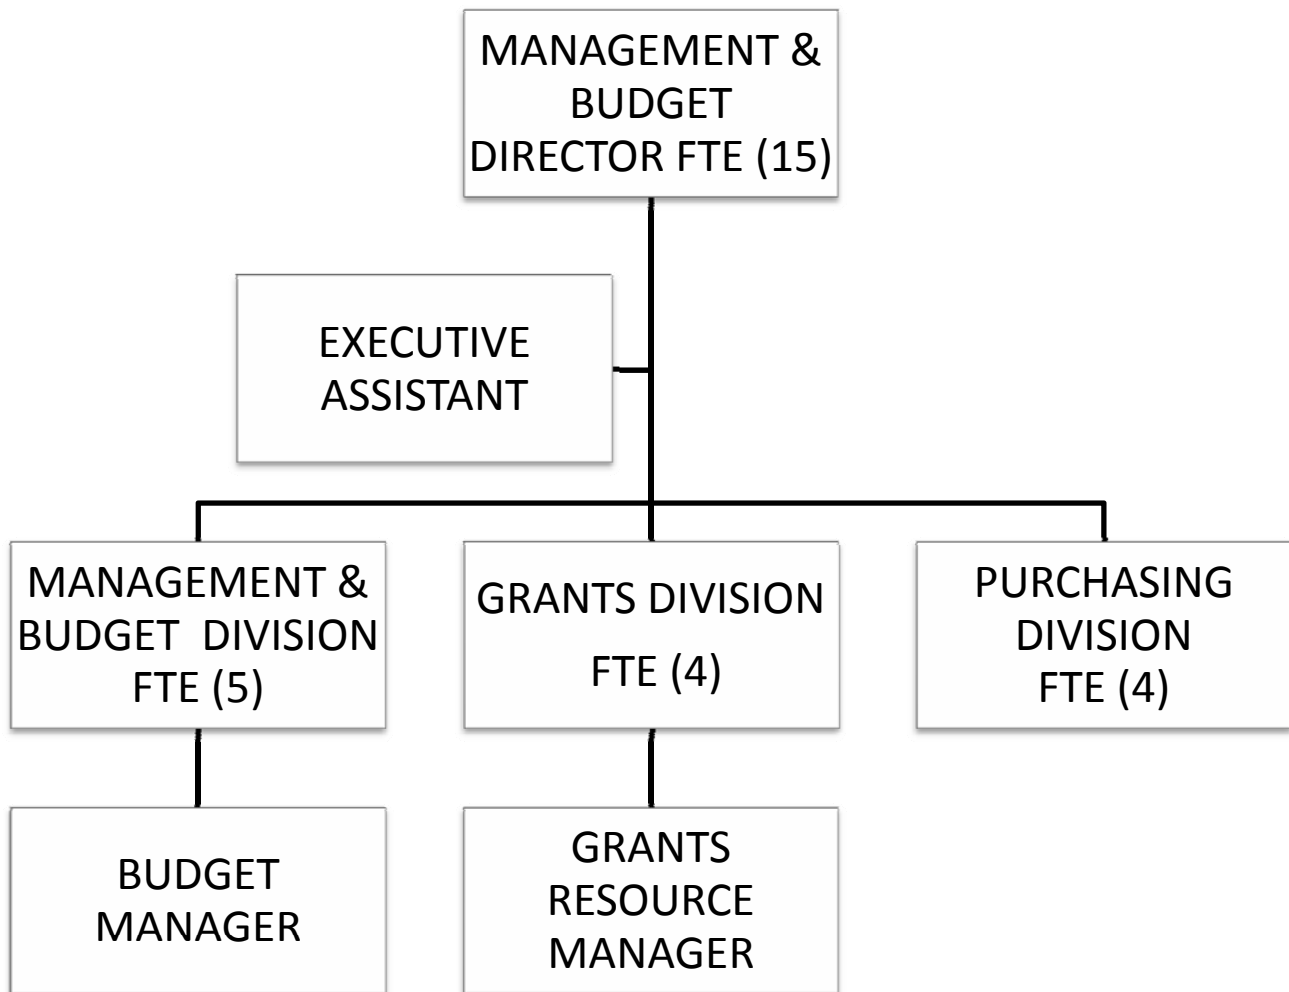 MANAGEMENT &
BUDGET
DIRECTOR FTE (15)
EXECUTIVE
ASSISTANT
MANAGEMENT &
BUDGET  DIVISION
FTE (5)
GRANTS DIVISION
FTE (4)
PURCHASING
DIVISION
FTE (4)
BUDGET
MANAGER
GRANTS
RESOURCE
MANAGER